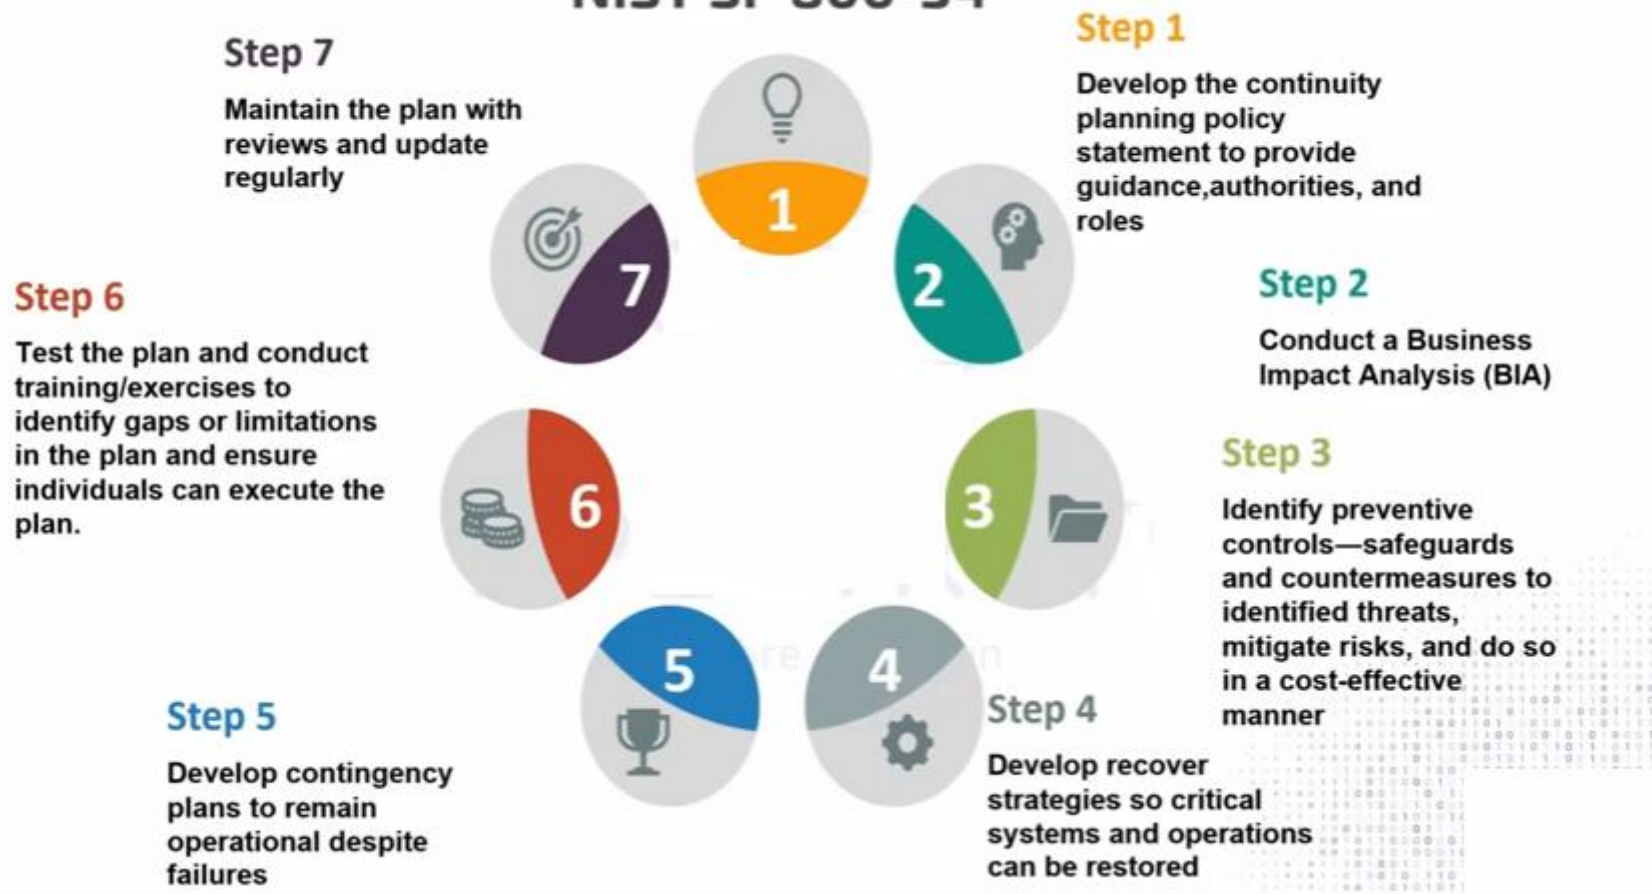 NIST SP 800-34
Step 1
Develop the continuity
planning policy
statement to provide
guidance,authorities, and
roles
Step 2
Conduct a Business
Impact Analysis (BIA)
Step 3
Identify preventive
controls—safeguards
and countermeasures to
identified threats,
mitigate risks, and do so
in a cost-effective
manner
Step 4
Develop recover
strategies so critical
systems and operations
can be restored
Step 5
Develop contingency
plans to remain
operational despite
failures
Step 6
Test the plan and conduct
training/exercises to
identify gaps or limitations
in the plan and ensure
individuals can execute the
plan.
Step 7
Maintain the plan with
reviews and update
regularly
1
2
3
4
5
6
7